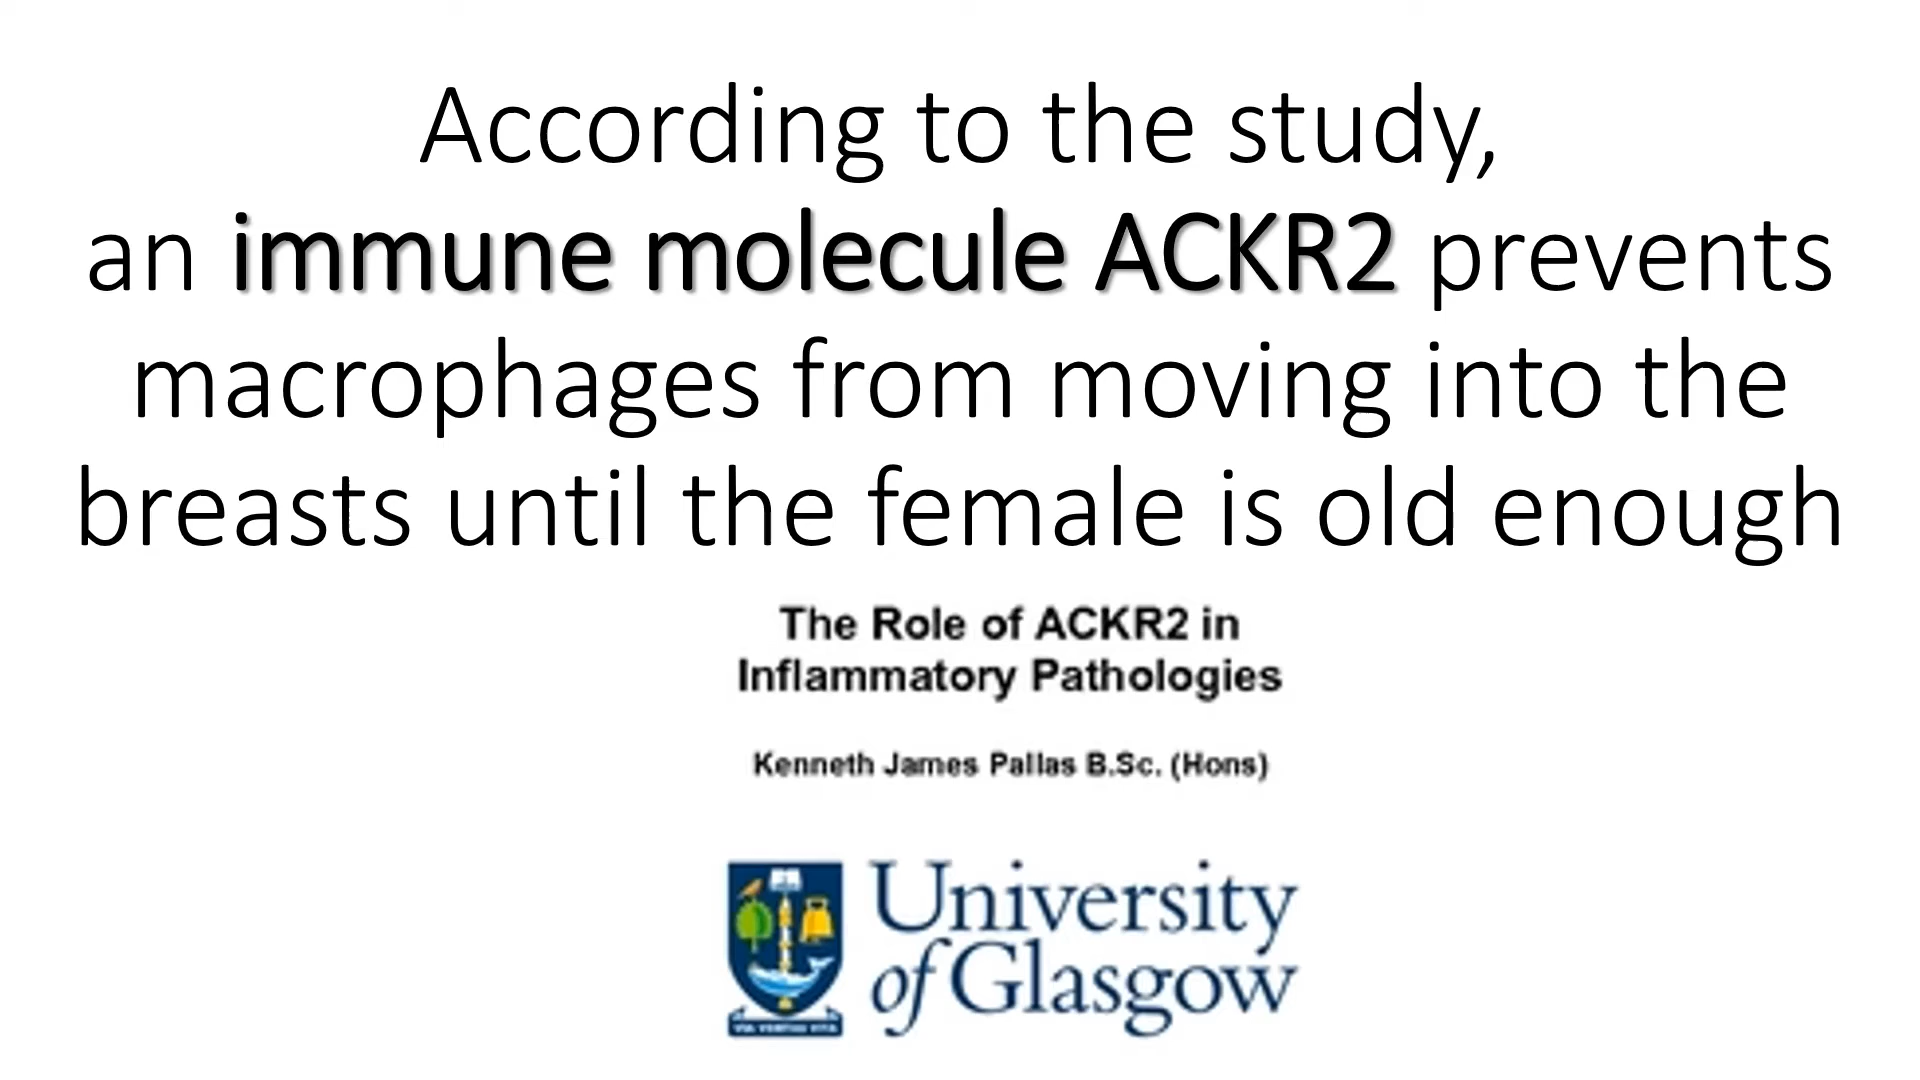 According to the study,
an immune molecule ACKR2 prevents
macrophages from moving into the
breasts until the female is old enough
The Role of ACKR2 in
Inflammatory Pathologies
Kenneth James Pallas B.Sc. (Hons)
University
of Glasgow